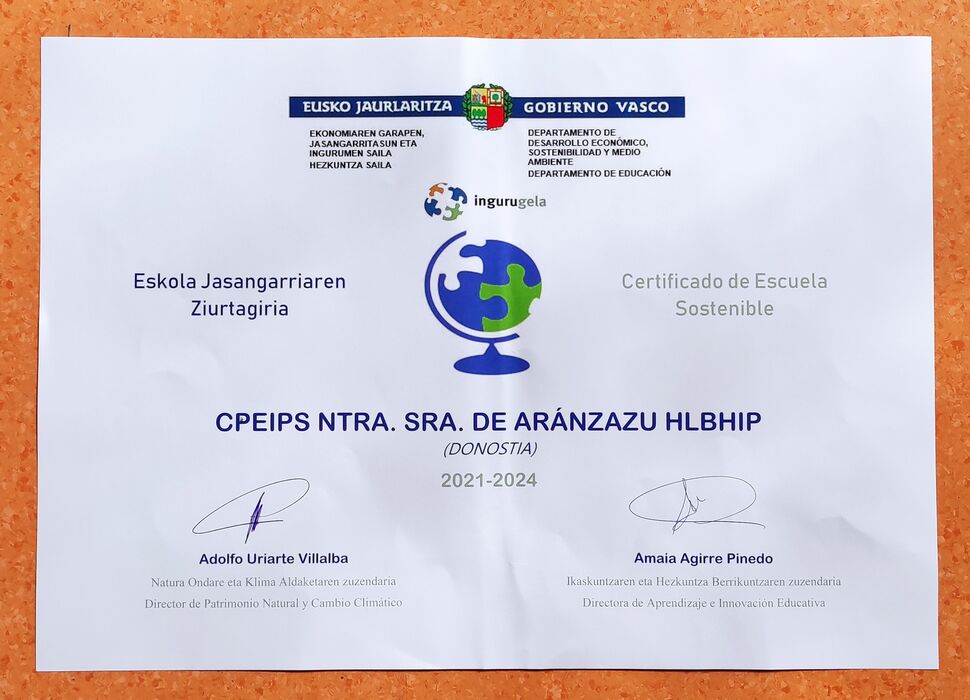 EUSKO JAURLARITZA
GOBIERNO VASCO
EKONOMIAREN GARAPEN,
JASANGARRITASUN ETA
INGURUMEN SAILA
HEZKUNTZA SAILA
DEPARTAMENTO DE
DESARROLLO ECONÓMICO,
SOSTENIBILIDAD Y MEDIO
AMBIENTE
DEPARTAMENTO DE EDUCACIÓN
ingurugela
Eskola Jasangarriaren
Ziurtagiria
Certificado de Escuela
Sostenible
CPEIPS NTRA. SRA. DE ARÁNZAZU HLBHIP
(DONOSTIA)
2021-2024
Adolfo Uriarte Villalba
Natura Ondare eta Klima Aldaketaren zuzendaria
Director de Patrimonio Natural y Cambio Climático
Amaia Agirre Pinedo
Ikaskuntzaren eta Hezkuntza Berrikuntzaren zuzendaria
Directora de Aprendizaje e Innovación Educativa